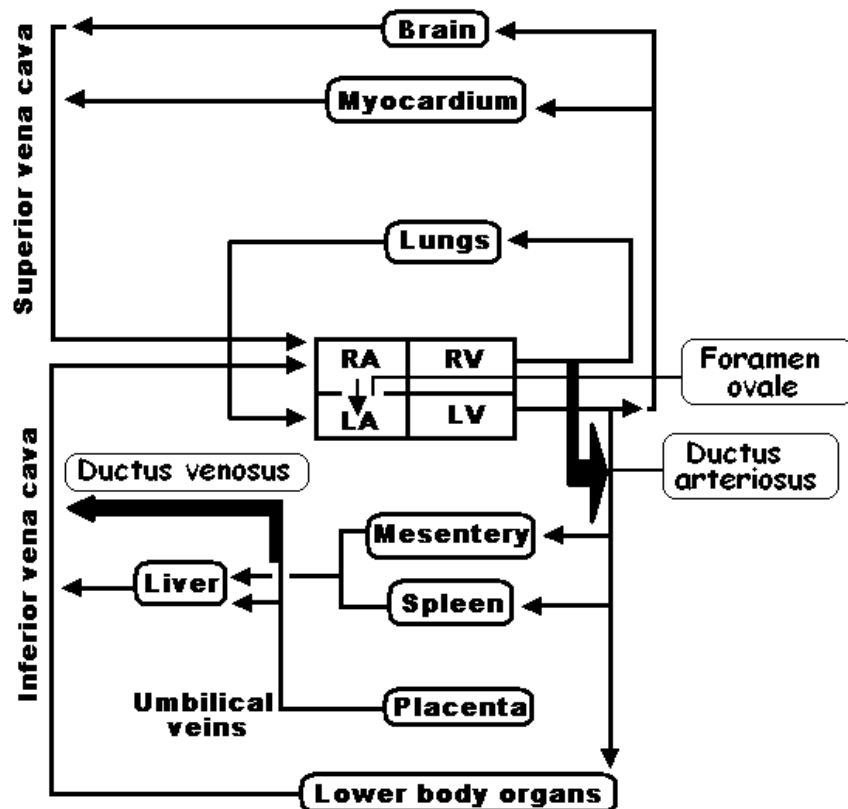 Superior vena cava
Brain
Myocardium
Lungs
RA
RV
LA
LV
Foramen
ovale
Ductus
arteriosus
Inferior vena cava
Ductus venosus
Mesentery
Liver
Spleen
Umbilical
veins
Placenta
Lower body organs